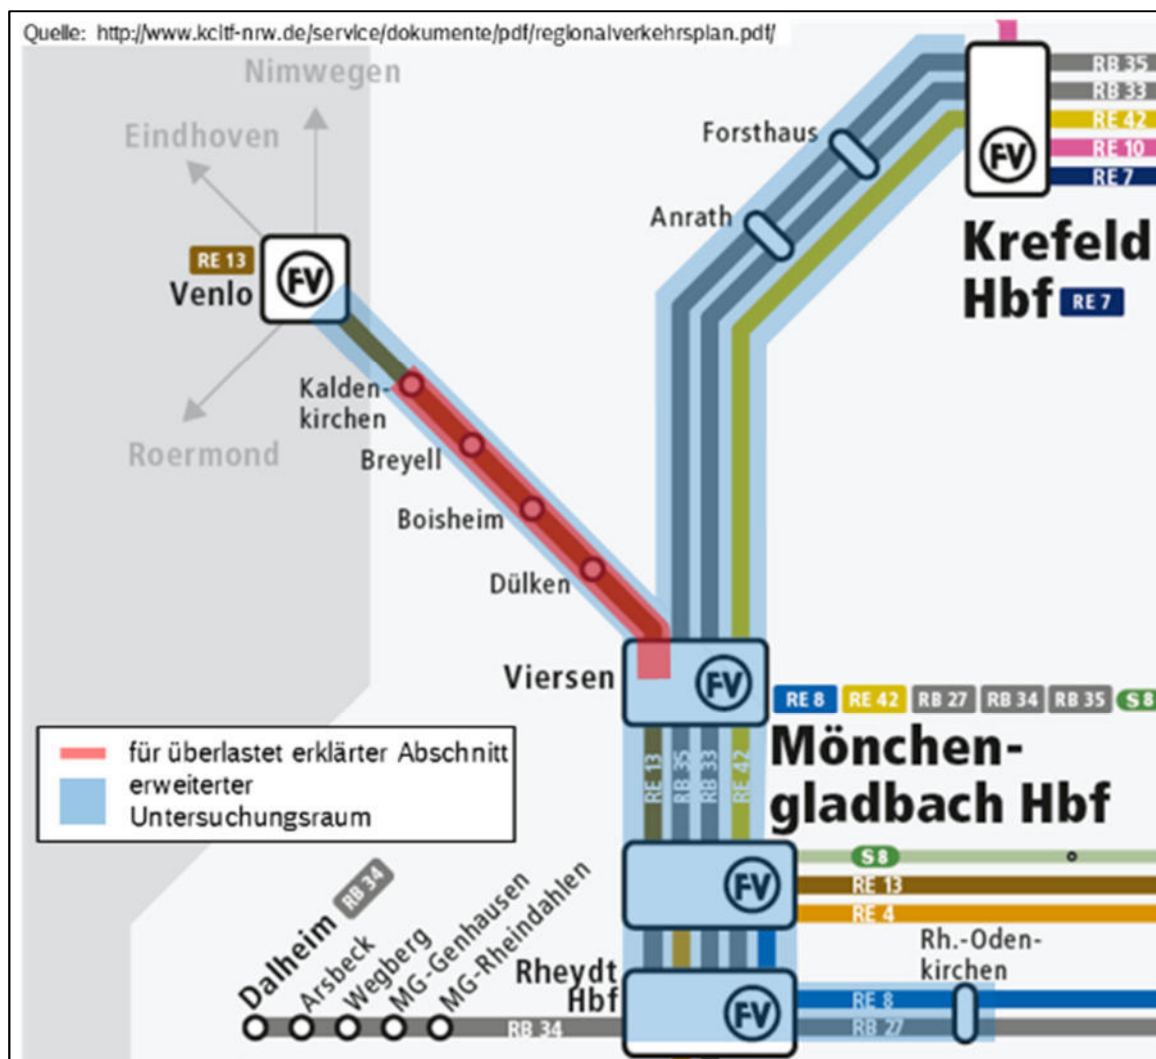 Quelle: http://www.kcitf-nrw.de/service/dokumente/pdf/regionalverkehrsplan.pdf/
Nimwegen
Eindhoven
RE 13
Venlo
FV
Roermond
Kalden-
kirchen
Breyell
Boisheim
Dülken
Viersen
FV
Forsthaus
Anrath
FV
RB 35
RB 33
RE 42
RE 10
RE 7
Krefeld
Hbf RE 7
RE 8 RE 42 RB 27 RB 34 RB 35 S 8
Mönchen-
gladbach Hbf
RE 13
RB 35
RB 33
RE 42
für überlastet erklärter Abschnitt
erweiterter
Untersuchungsraum
FV
S 8
RE 13
RE 4
Rh.-Oden-
kirchen
Dalheim RB 34
Arsbeck
Wegberg
MG-Genhausen
MG-Rheindahlen
RB 34
Rheydt
Hbf
FV
RE 8
RB 27